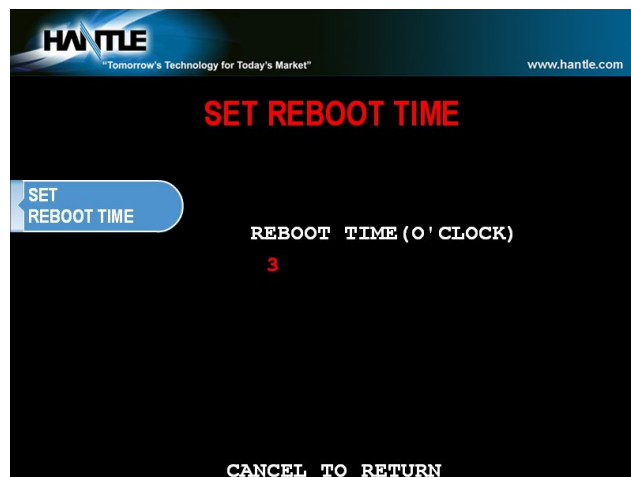 HANTLE
"Tomorrow's Technology for Today's Market"
www.hantle.com
SET REBOOT TIME
SET
REBOOT TIME
REBOOT TIME(O'CLOCK)
3
CANCEL TO RETURN